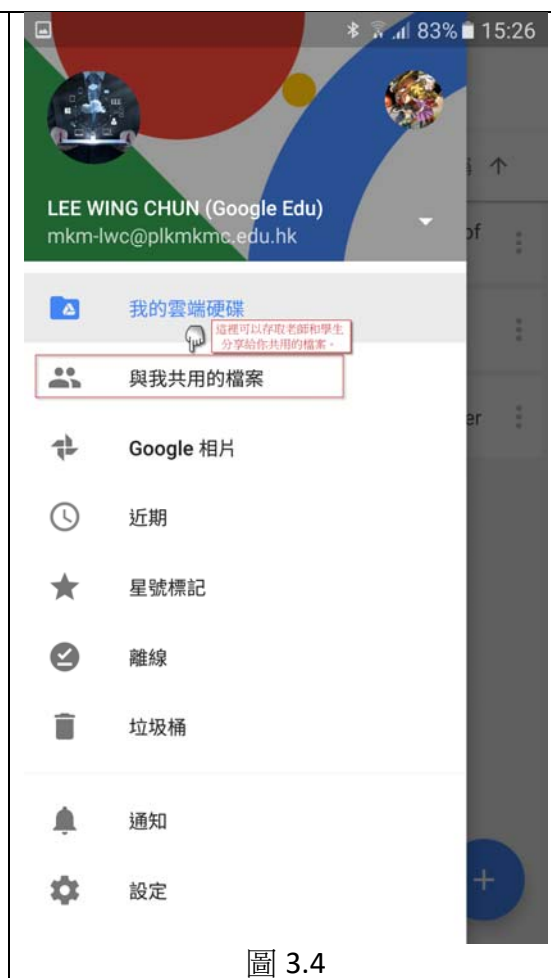 83% 15:26
LEE WING CHUN (Google Edu)
mkm-lwc@plkmkmc.edu.hk
of
我的雲端硬碟
這裡可以存取老師和學生
分享給你共用的檔案。
與我共用的檔案
er
Google 相片
近期
星號標記
離線
垃圾桶
通知
設定
圖 3.4